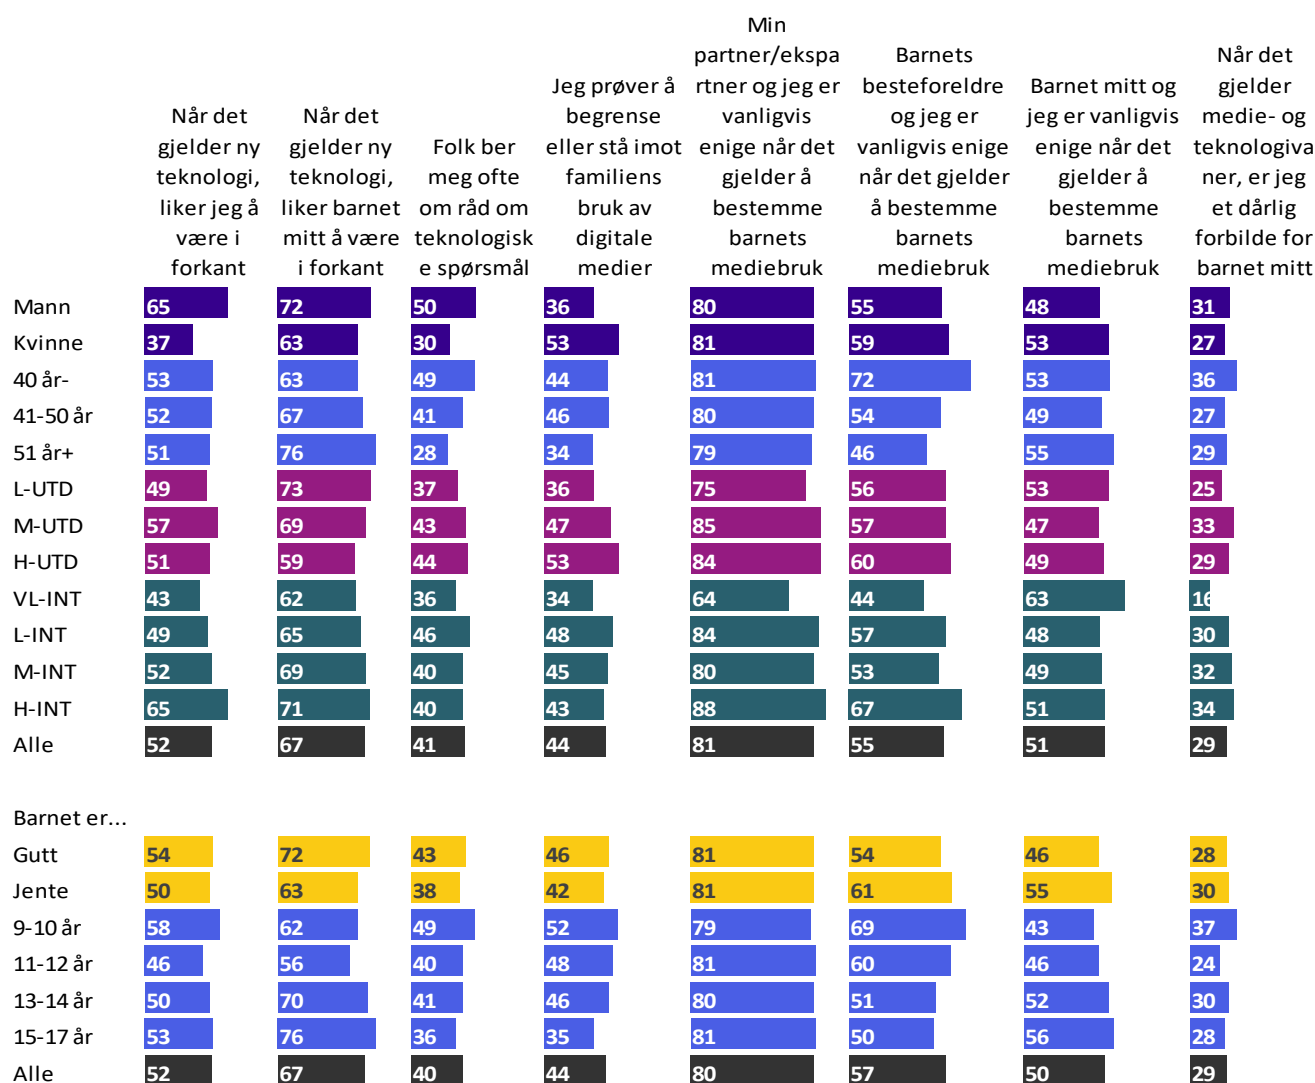 Når det
gjelder ny
teknologi,
liker jeg å
være i
forkant
Når det
gjelder ny
teknologi,
liker barnet
mitt å være
i forkant
Folk ber
meg ofte
om råd om
teknologisk
e spørsmål
Jeg prøver å
begrense
eller stå imot
familiens
bruk av
digitale
medier
Min
partner/ekspa
rtner og jeg er
vanligvis
enige når det
gjelder å
bestemme
barnets
mediebruk
Barnets
besteforeldre
og jeg er
vanligvis enige
når det gjelder
å bestemme
barnets
mediebruk
Barnet mitt og
jeg er vanligvis
enige når det
gjelder å
bestemme
barnets
mediebruk
Når det
gjelder
medie- og
teknologiva
ner, er jeg
et dårlig
forbilde for
barnet mitt
Mann 65 72 50 36 80 55 48 31
Kvinne 37 63 30 53 81 59 53 27
40 år- 53 63 49 44 81 72 53 36
41-50 år 52 67 41 46 80 54 49 27
51 år+ 51 76 28 34 79 46 55 29
L-UTD 49 73 37 36 75 56 53 25
M-UTD 57 69 43 47 85 57 47 33
H-UTD 51 59 44 53 84 60 49 29
VL-INT 43 62 36 34 64 44 63 16
L-INT 49 65 46 48 84 57 48 30
M-INT 52 69 40 45 80 53 49 32
H-INT 65 71 40 43 88 67 51 34
Alle 52 67 41 44 81 55 51 29
Barnet er...
Gutt 54 72 43 46 81 54 46 28
Jente 50 63 38 42 81 61 55 30
9-10 år 58 62 49 52 79 69 43 37
11-12 år 46 56 40 48 81 60 46 24
13-14 år 50 70 41 46 80 51 52 30
15-17 år 53 76 36 35 81 50 56 28
Alle 52 67 40 44 80 57 50 29